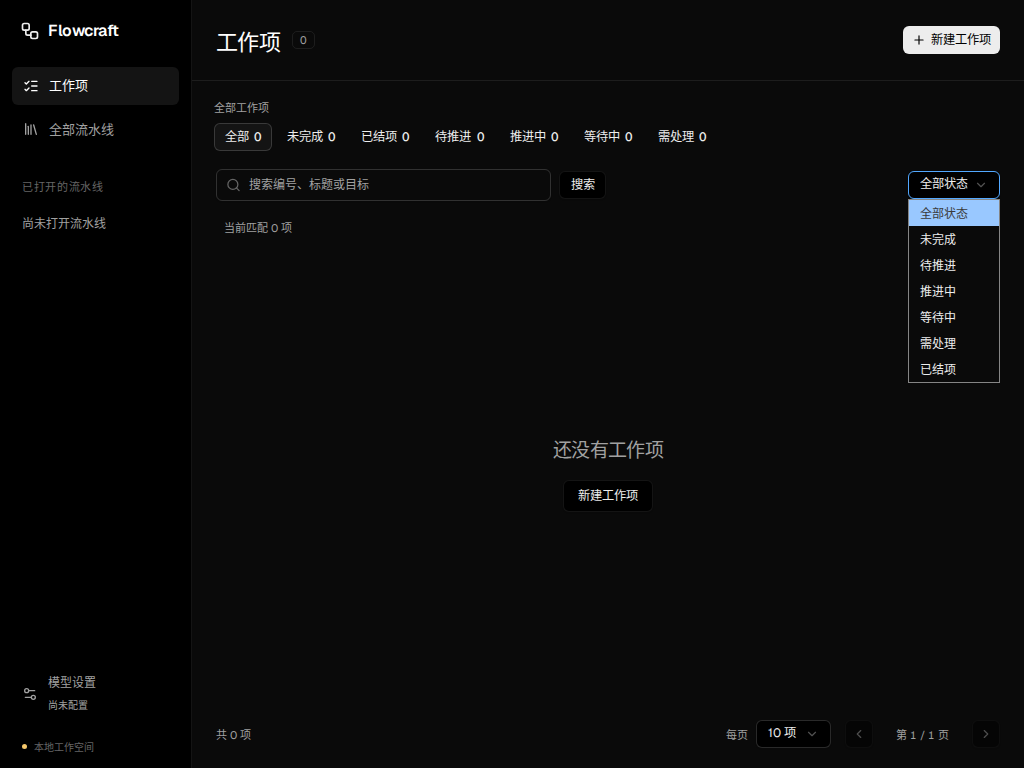 Flowcraft
工作项
全部流水线
已打开的流水线
尚未打开流水线
模型设置
尚未配置
本地工作空间
工作项 0
新建工作项
全部工作项
全部 0 未完成 0 已结项 0 待推进 0 推进中 0 等待中 0 需处理 0
搜索编号、标题或目标 搜索 全部状态
当前匹配 0 项
全部状态
未完成
待推进
推进中
等待中
需处理
已结项
还没有工作项
新建工作项
共 0 项 每页 10 项 第 1 / 1 页